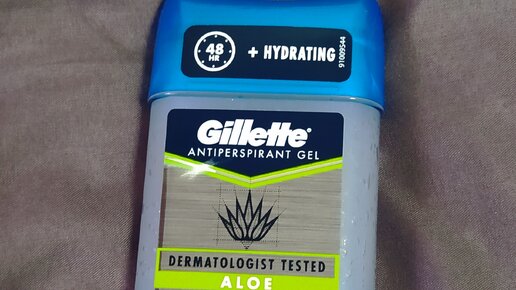 48 HR + HYDRATING
91009544
Gillette®
ANTIPERSPIRANT GEL
DERMATOLOGIST TESTED
ALOE